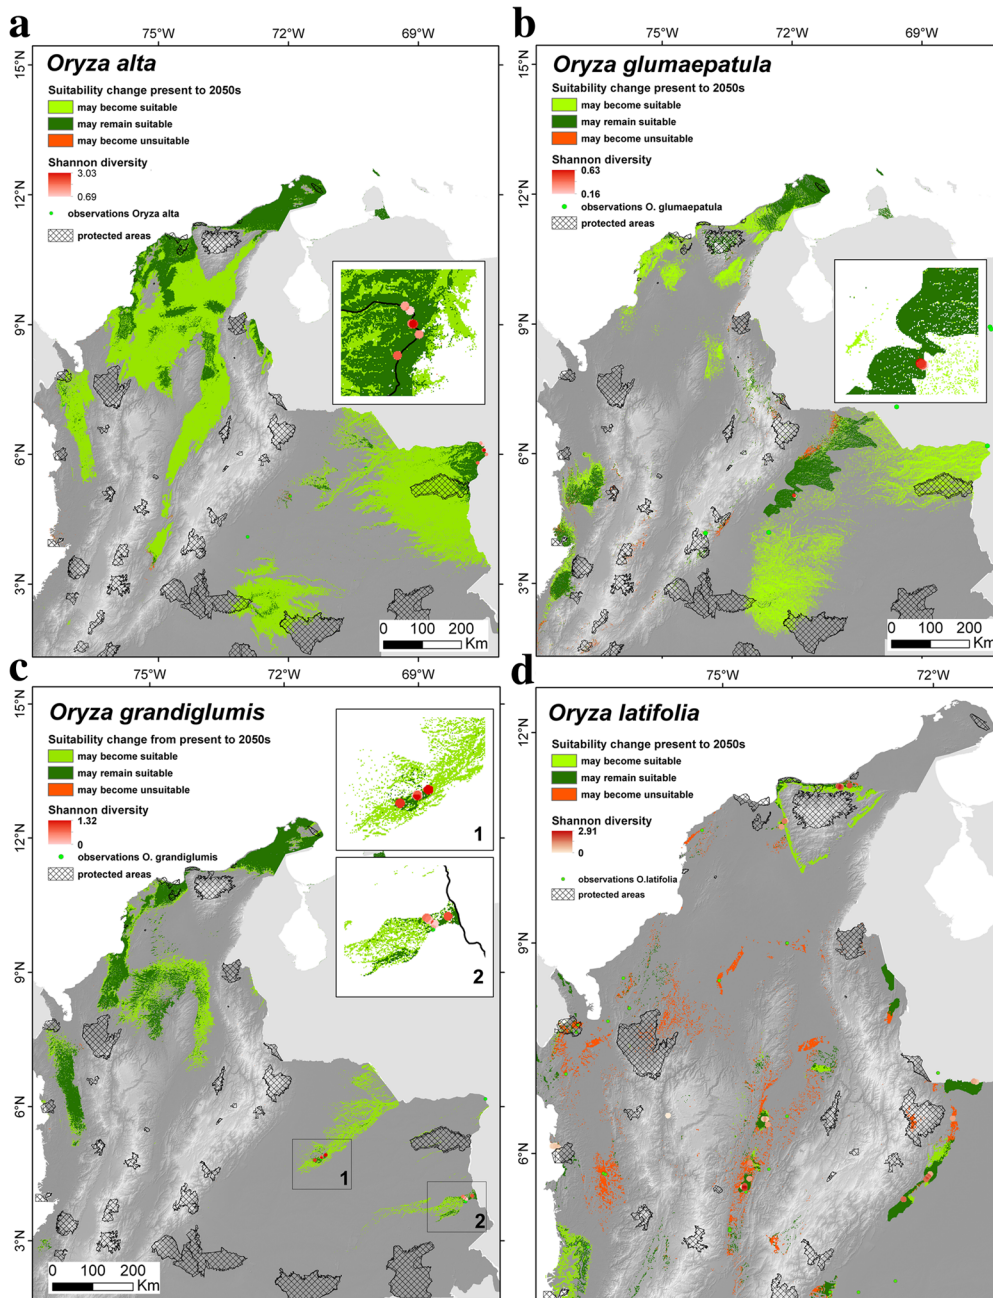 a
75°W 72°W 69°W
15°N
12°N
9°N
6°N
3°N
Oryza alta
Suitability change present to 2050s
may become suitable
may remain suitable
may become unsuitable
Shannon diversity
3.03
0.69
observations Oryza alta
protected areas
0 100 200
Km
b
75°W 72°W 69°W
15°N
12°N
9°N
6°N
3°N
Oryza glumaepatula
Suitability change present to 2050s
may become suitable
may remain suitable
may become unsuitable
Shannon diversity
0.63
0.16
observations O. glumaepatula
protected areas
0 100 200
Km
c
75°W 72°W 69°W
15°N
12°N
9°N
6°N
3°N
Oryza grandiglumis
Suitability change from present to 2050s
may become suitable
may remain suitable
may become unsuitable
Shannon diversity
1.32
0
observations O. grandiglumis
protected areas
1
2
1
2
0 100 200
Km
d
75°W 72°W
12°N
9°N
6°N
Oryza latifolia
Suitability change present to 2050s
may become suitable
may remain suitable
may become unsuitable
Shannon diversity
2.91
0
observations O.latifolia
protected areas